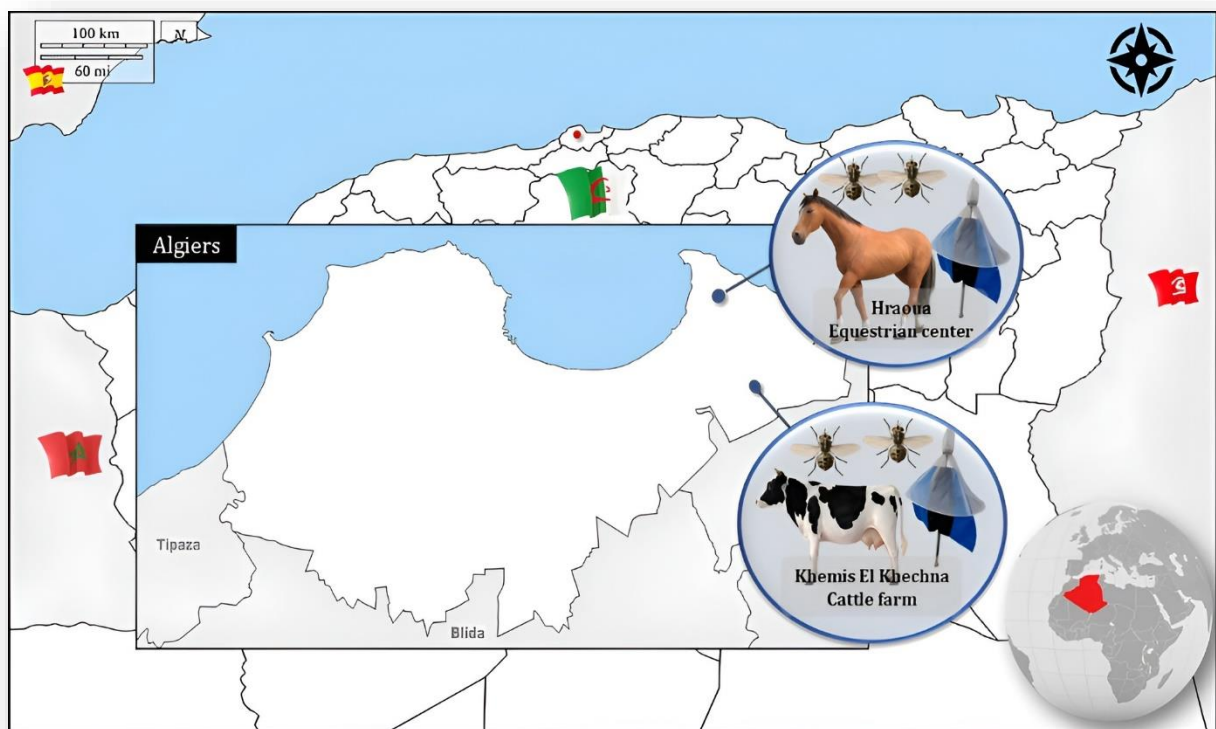 100 km
N
60 mi
Algiers
Hraoua
Equestrian center
Khemis El Khechna
Cattle farm
Tipaza
Blida